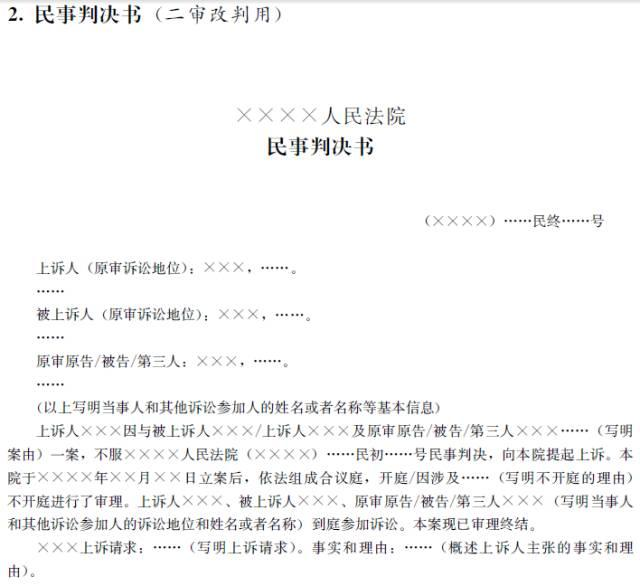 2. 民事判决书（二审改判用）
××××人民法院
民事判决书
（××××）……民终……号
上诉人（原审诉讼地位）：×××，……。
……
被上诉人（原审诉讼地位）：×××，……。
……
原审原告/被告/第三人：×××，……。
……
（以上写明当事人和其他诉讼参加人的姓名或者名称等基本信息）
上诉人×××因与被上诉人×××/上诉人×××及原审原告/被告/第三人×××……（写明
案由）一案，不服××××人民法院（××××）……民初……号民事判决，向本院提起上诉。本
院于××××年××月××日立案后，依法组成合议庭，开庭/因涉及……（写明不开庭的理由）
不开庭进行了审理。上诉人×××、被上诉人×××、原审原告/被告/第三人×××（写明当事人
和其他诉讼参加人的诉讼地位和姓名或者名称）到庭参加诉讼。本案现已审理终结。
×××上诉请求：……（写明上诉请求）。事实和理由：……（概述上诉人主张的事实和理
由）。